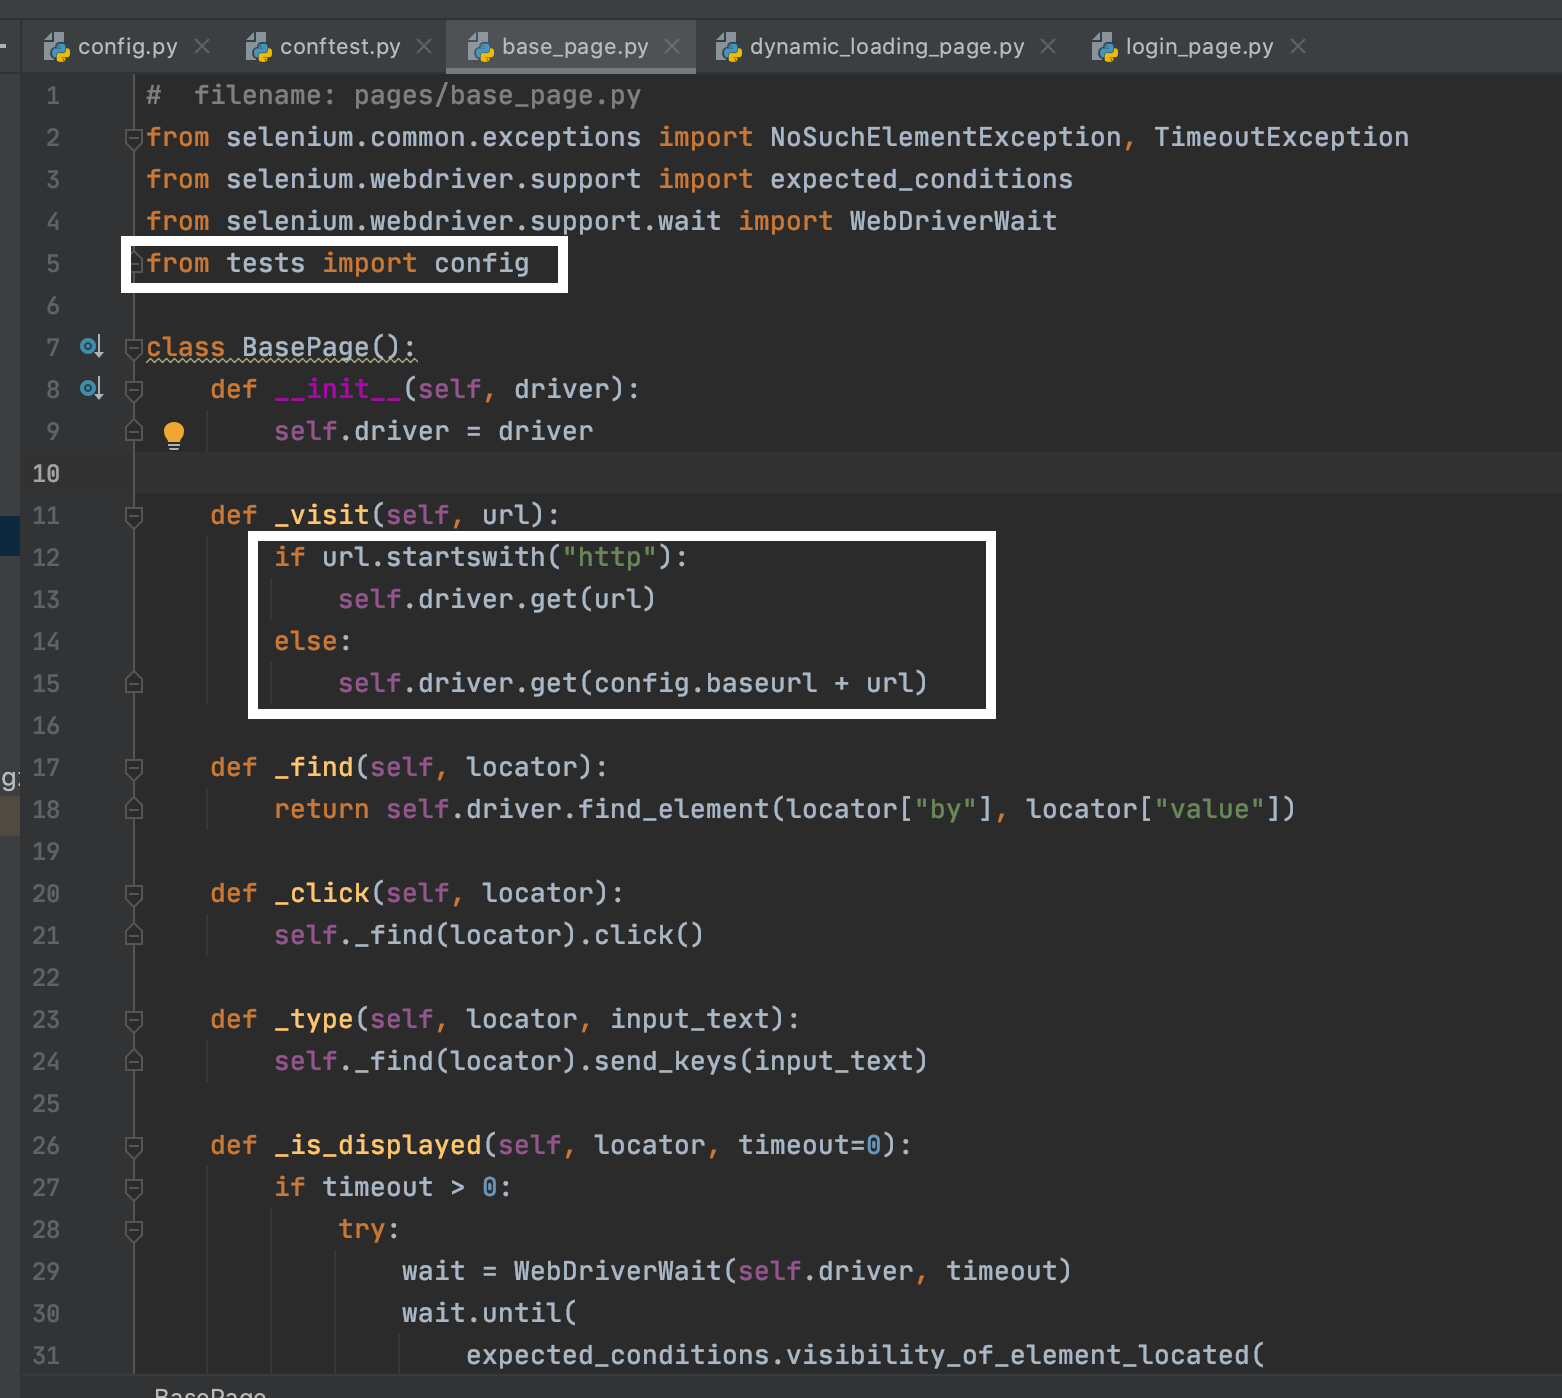 config.py conftest.py base_page.py dynamic_loading_page.py login_page.py
1 # filename: pages/base_page.py
2 from selenium.common.exceptions import NoSuchElementException, TimeoutException
3 from selenium.webdriver.support import expected_conditions
4 from selenium.webdriver.support.wait import WebDriverWait
5 from tests import config
6
7 class BasePage():
8     def __init__(self, driver):
9         self.driver = driver
10
11     def _visit(self, url):
12         if url.startswith("http"):
13             self.driver.get(url)
14         else:
15             self.driver.get(config.baseurl + url)
16
17     def _find(self, locator):
18         return self.driver.find_element(locator["by"], locator["value"])
19
20     def _click(self, locator):
21         self._find(locator).click()
22
23     def _type(self, locator, input_text):
24         self._find(locator).send_keys(input_text)
25
26     def _is_displayed(self, locator, timeout=0):
27         if timeout > 0:
28             try:
29                 wait = WebDriverWait(self.driver, timeout)
30                 wait.until(
31                     expected_conditions.visibility_of_element_located(
BasePage